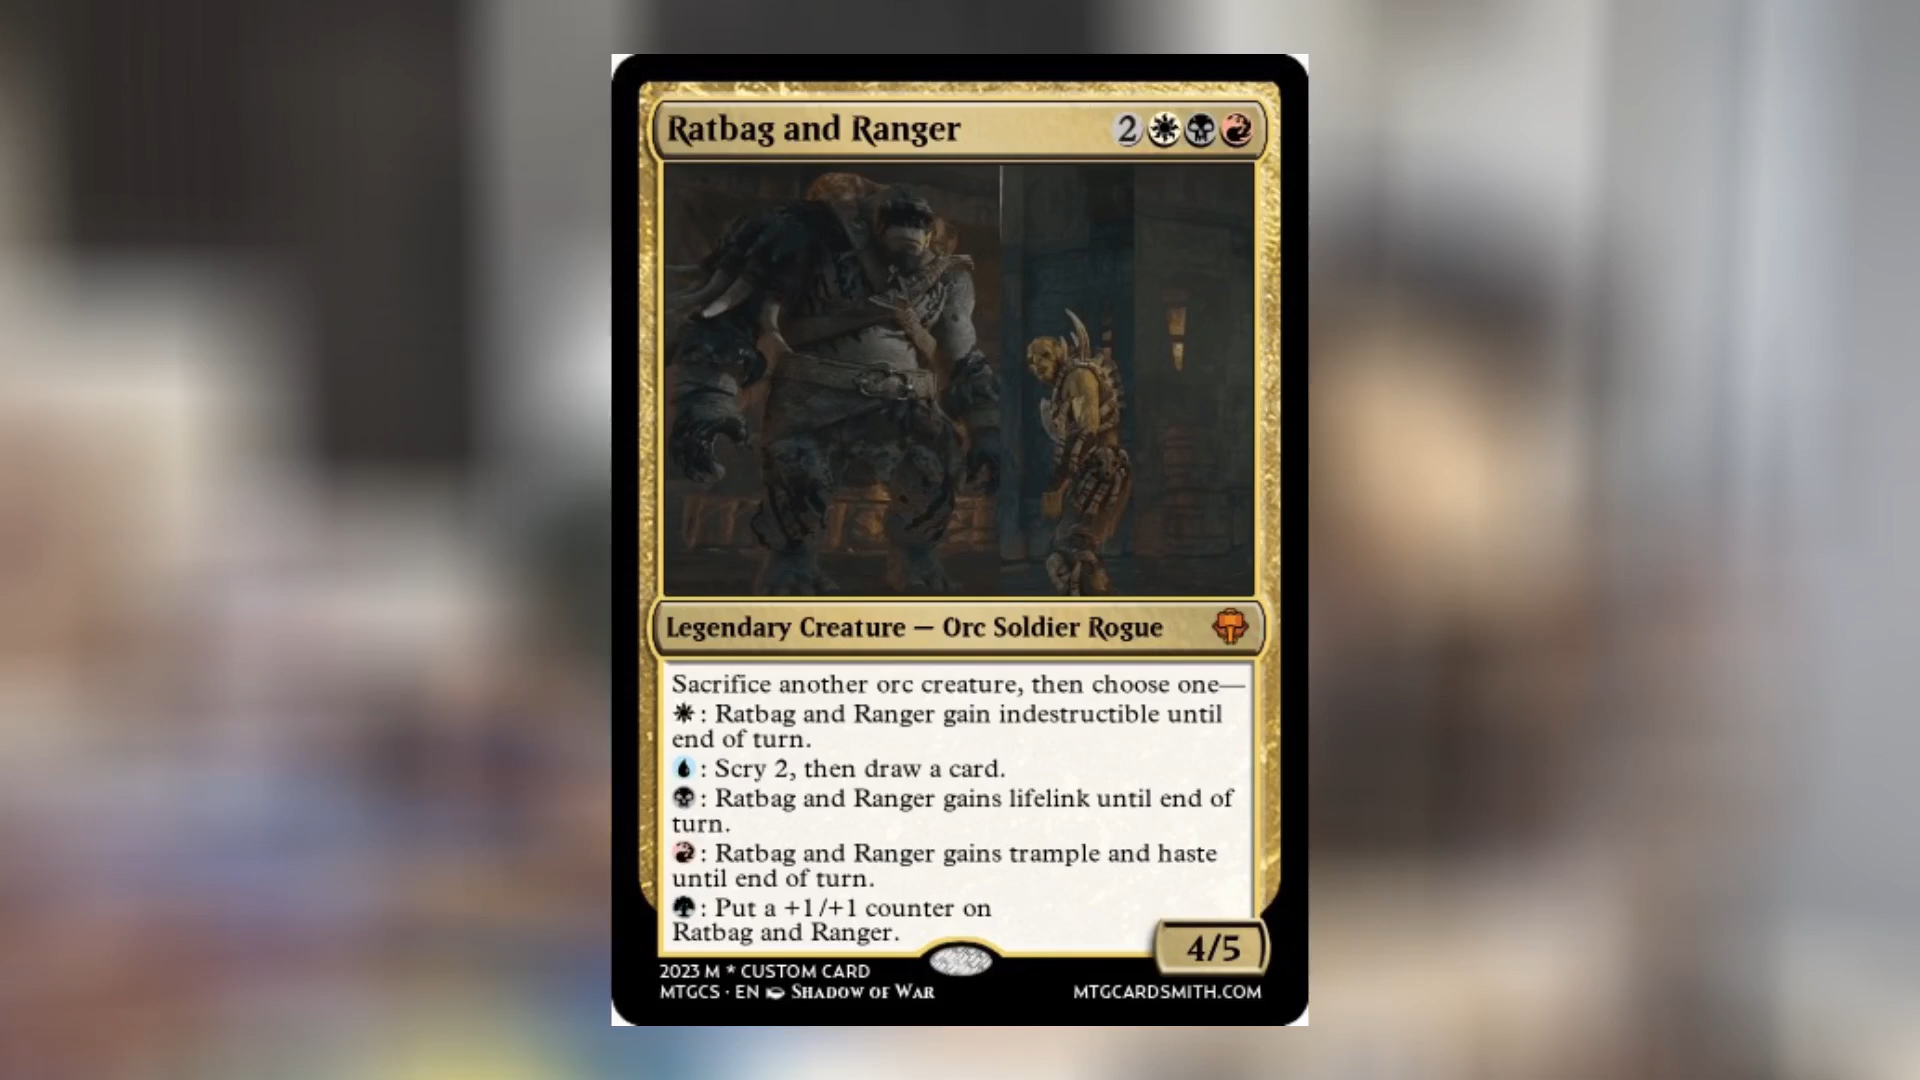 Ratbag and Ranger 2
Legendary Creature — Orc Soldier Rogue
Sacrifice another orc creature, then choose one—
: Ratbag and Ranger gain indestructible until
end of turn.
: Scry 2, then draw a card.
: Ratbag and Ranger gains lifelink until end of
turn.
: Ratbag and Ranger gains trample and haste
until end of turn.
: Put a +1/+1 counter on
Ratbag and Ranger.
4/5
2023 M * CUSTOM CARD
MTGCS · EN SHADOW OF WAR MTGCARDSMITH.COM